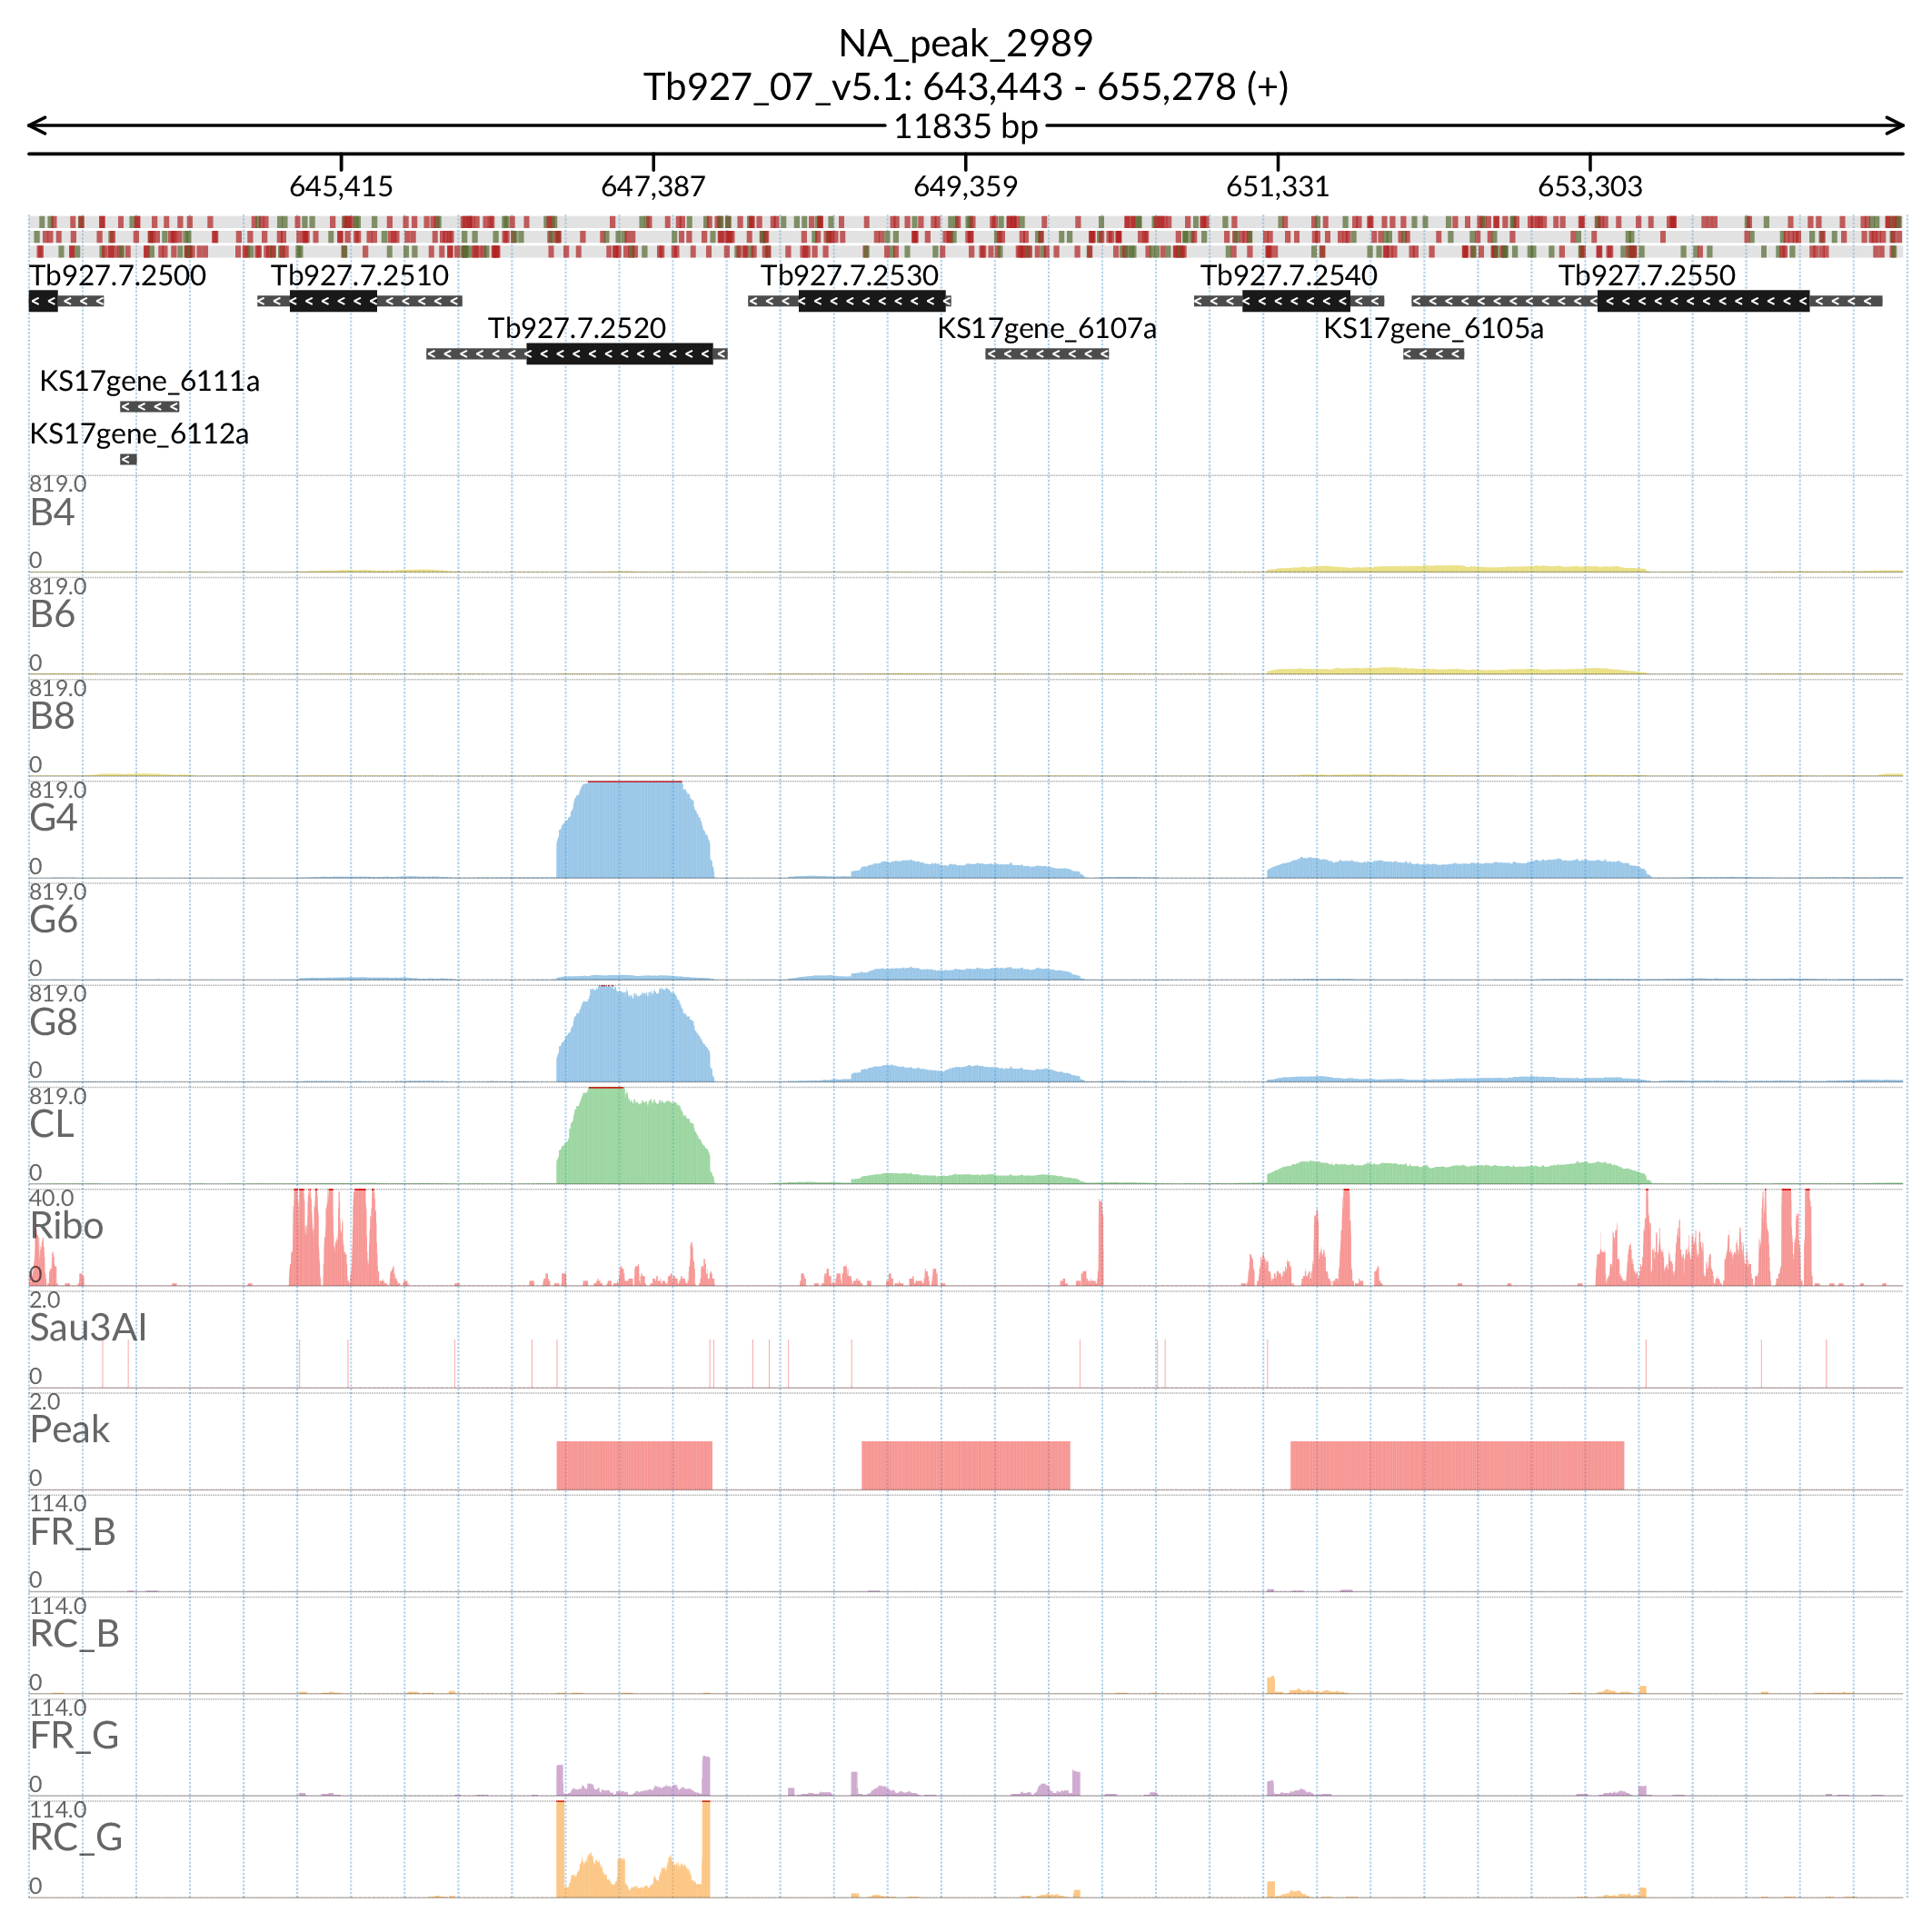 NA_peak_2989
Tb927_07_v5.1: 643,443 - 655,278 (+)
11835 bp
645,415 647,387 649,359 651,331 653,303
Tb927.7.2500 Tb927.7.2510 Tb927.7.2530 Tb927.7.2540 Tb927.7.2550
Tb927.7.2520 KS17gene_6107a KS17gene_6105a
KS17gene_6111a
KS17gene_6112a
819.0
B4
0
819.0
B6
0
819.0
B8
0
819.0
G4
0
819.0
G6
0
819.0
G8
0
819.0
CL
0
40.0
Ribo
0
2.0
Sau3AI
0
2.0
Peak
0
114.0
FR_B
0
114.0
RC_B
0
114.0
FR_G
0
114.0
RC_G
0